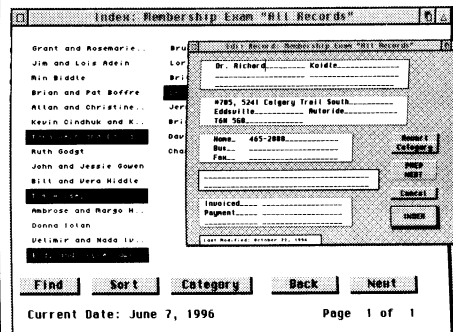 Index: Membership Exam "All Records"
Grant and Rosemarie..
Jim and Lois Adein
Min Biddle
Brian and Pat Boffre
Allan and Christine..
Kevin Cindhuk and K..
Ruth Godgt
John and Jessie Gowen
Bill and Vera Hiddle
Ambrose and Margo H..
Donna Iolan
Velimir and Nada Iv..
Bru
Lor
Bri
Jer
Bri
Dav
Cha
Edit Record: Membership Exam "All Records"
Dr. Richard Koidle
#705, 5241 Calgary Trail South
Eddsville Autoride
T6H 5G8
Home 465-2080
Bus
Fax
Invoiced
Payment
Last Modified: October 22, 1996
Category
PREV
NEXT
Cancel
INDEX
Find Sort Category Back Next
Current Date: June 7, 1996 Page 1 of 1